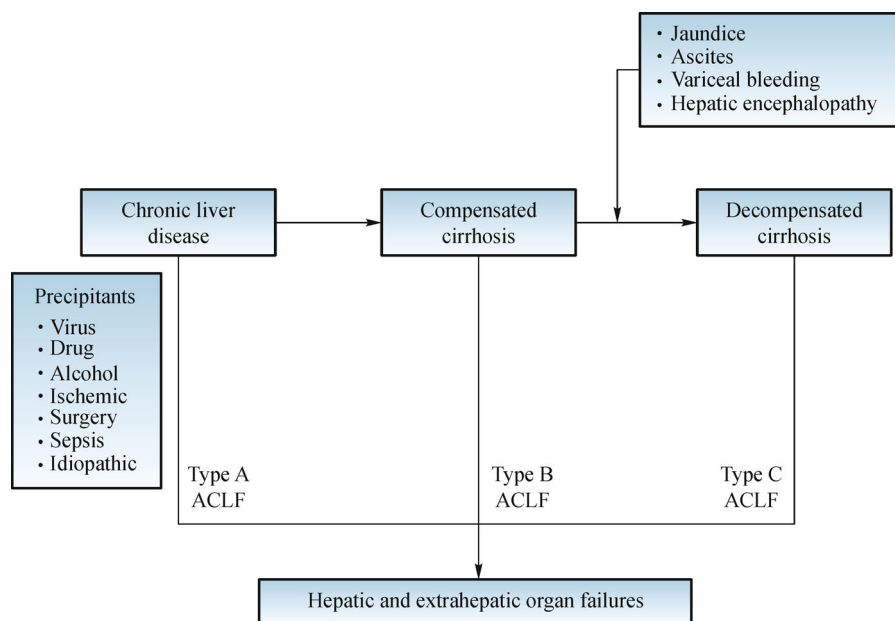 • Jaundice
• Ascites
• Variceal bleeding
• Hepatic encephalopathy
Chronic liver
disease
Compensated
cirrhosis
Decompensated
cirrhosis
Precipitants
• Virus
• Drug
• Alcohol
• Ischemic
• Surgery
• Sepsis
• Idiopathic
Type A
ACLF
Type B
ACLF
Type C
ACLF
Hepatic and extrahepatic organ failures